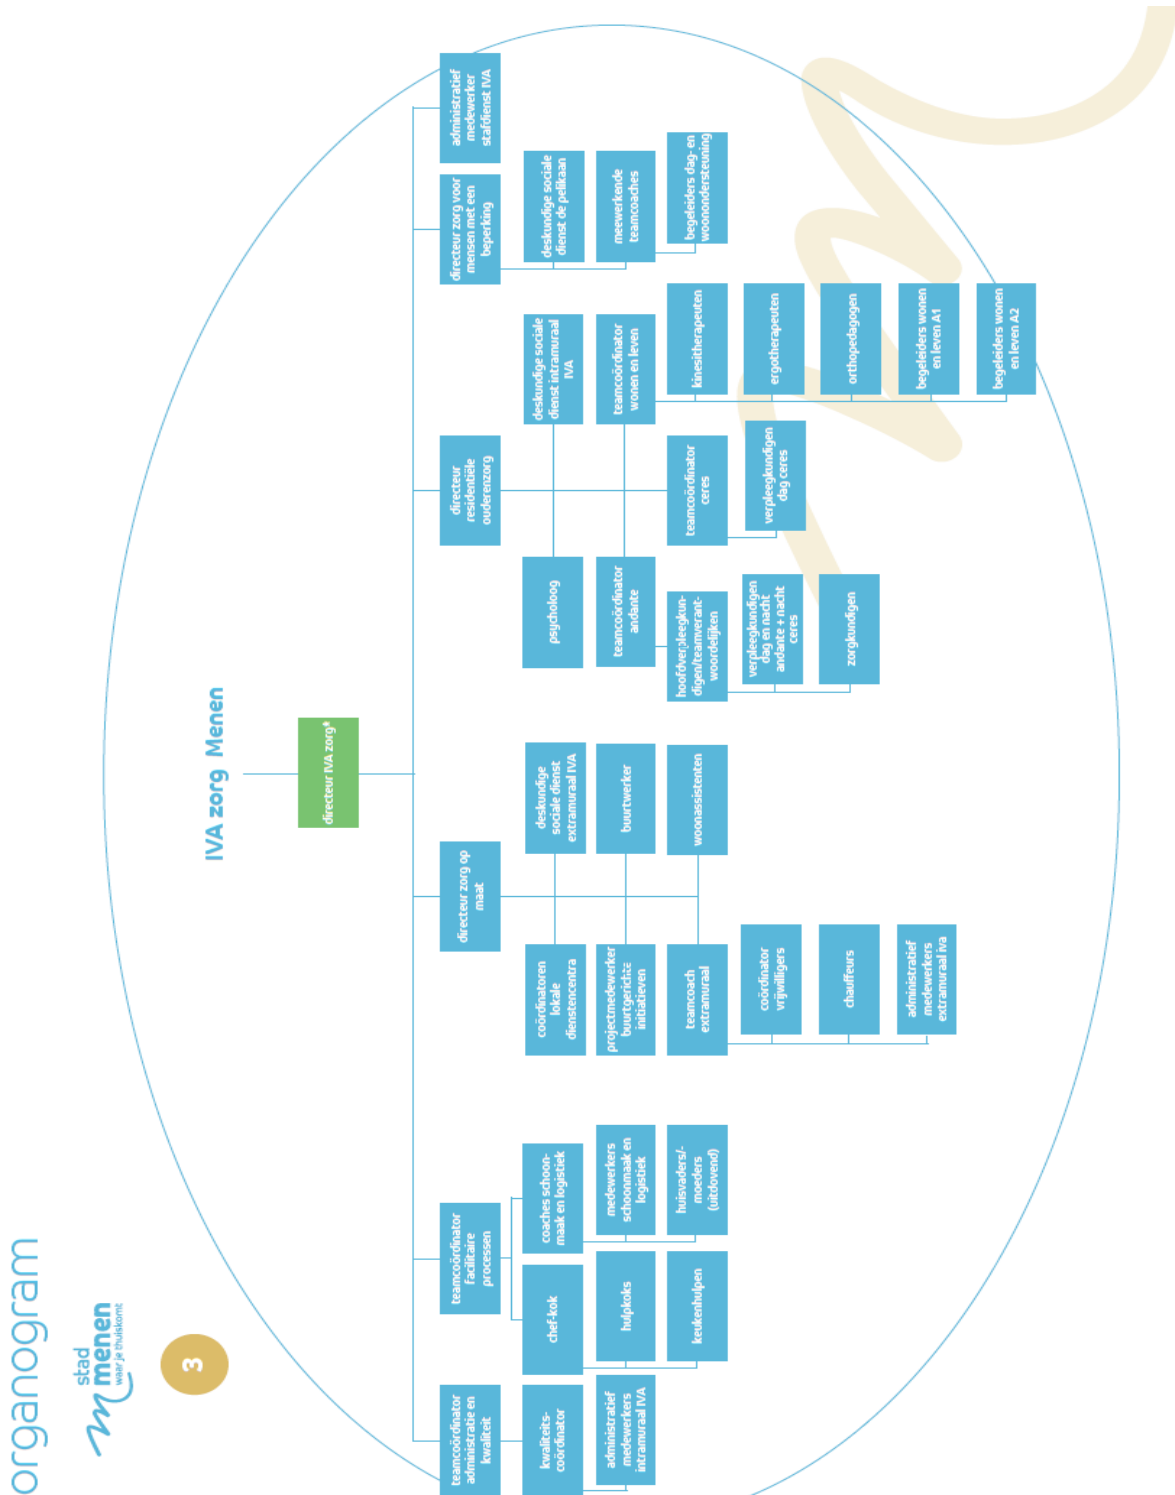 organogram
stad
menen
waar je thuiskomt
3
IVA zorg Menen
directeur IVA zorg*
teamcoördinator
administratie en
kwaliteit
kwaliteits-
coördinator
administratief
medewerkers
intramuraal IVA
teamcoördinator
facilitaire
processen
chef-kok
hulpkoks
keukenhulpen
coaches schoon-
maak en logistiek
medewerkers
schoonmaak en
logistiek
huisvaders/-
moeders
(uitdovend)
directeur zorg op
maat
coördinatoren
lokale
dienstencentra
deskundige
sociale dienst
extramuraal IVA
projectmedewerker
buurtgerichte
initiatieven
buurtwerker
teamcoach
extramuraal
woonassistenten
coördinator
vrijwilligers
chauffeurs
administratief
medewerkers
extramuraal iva
directeur
residentiële
ouderenzorg
psycholoog
deskundige sociale
dienst intramuraal
IVA
teamcoördinator
andante
teamcoördinator
wonen en leven
hoofdverpleegkun-
digen/teamverant-
woordelijken
verpleegkundigen
dag en nacht
andante + nacht
ceres
zorgkundigen
teamcoördinator
ceres
verpleegkundigen
dag ceres
kinesitherapeuten
ergotherapeuten
orthopedagogen
begeleiders wonen
en leven A1
begeleiders wonen
en leven A2
directeur zorg voor
mensen met een
beperking
deskundige sociale
dienst de pelikaan
meewerkende
teamcoaches
begeleiders dag- en
woonondersteuning
administratief
medewerker
stafdienst IVA